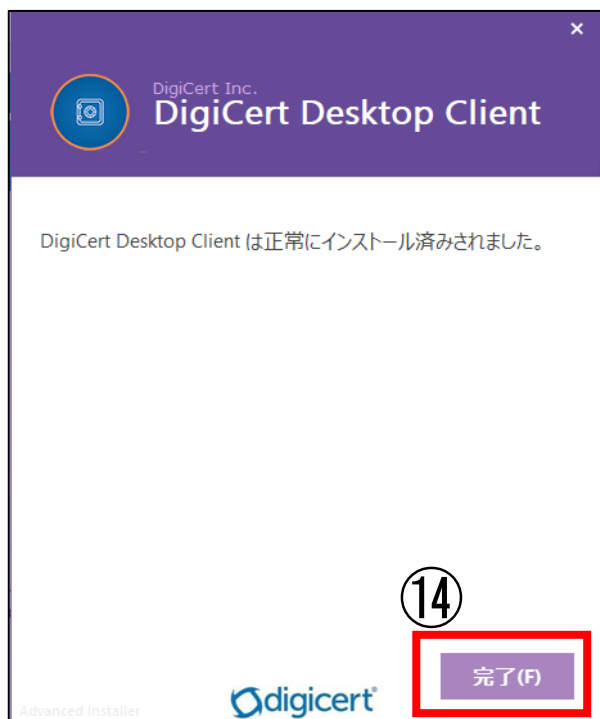 ×
DigiCert Inc.
DigiCert Desktop Client
DigiCert Desktop Client は正常にインストール済みされました。
⑭
完了(F)
Advanced Installer
digicert®